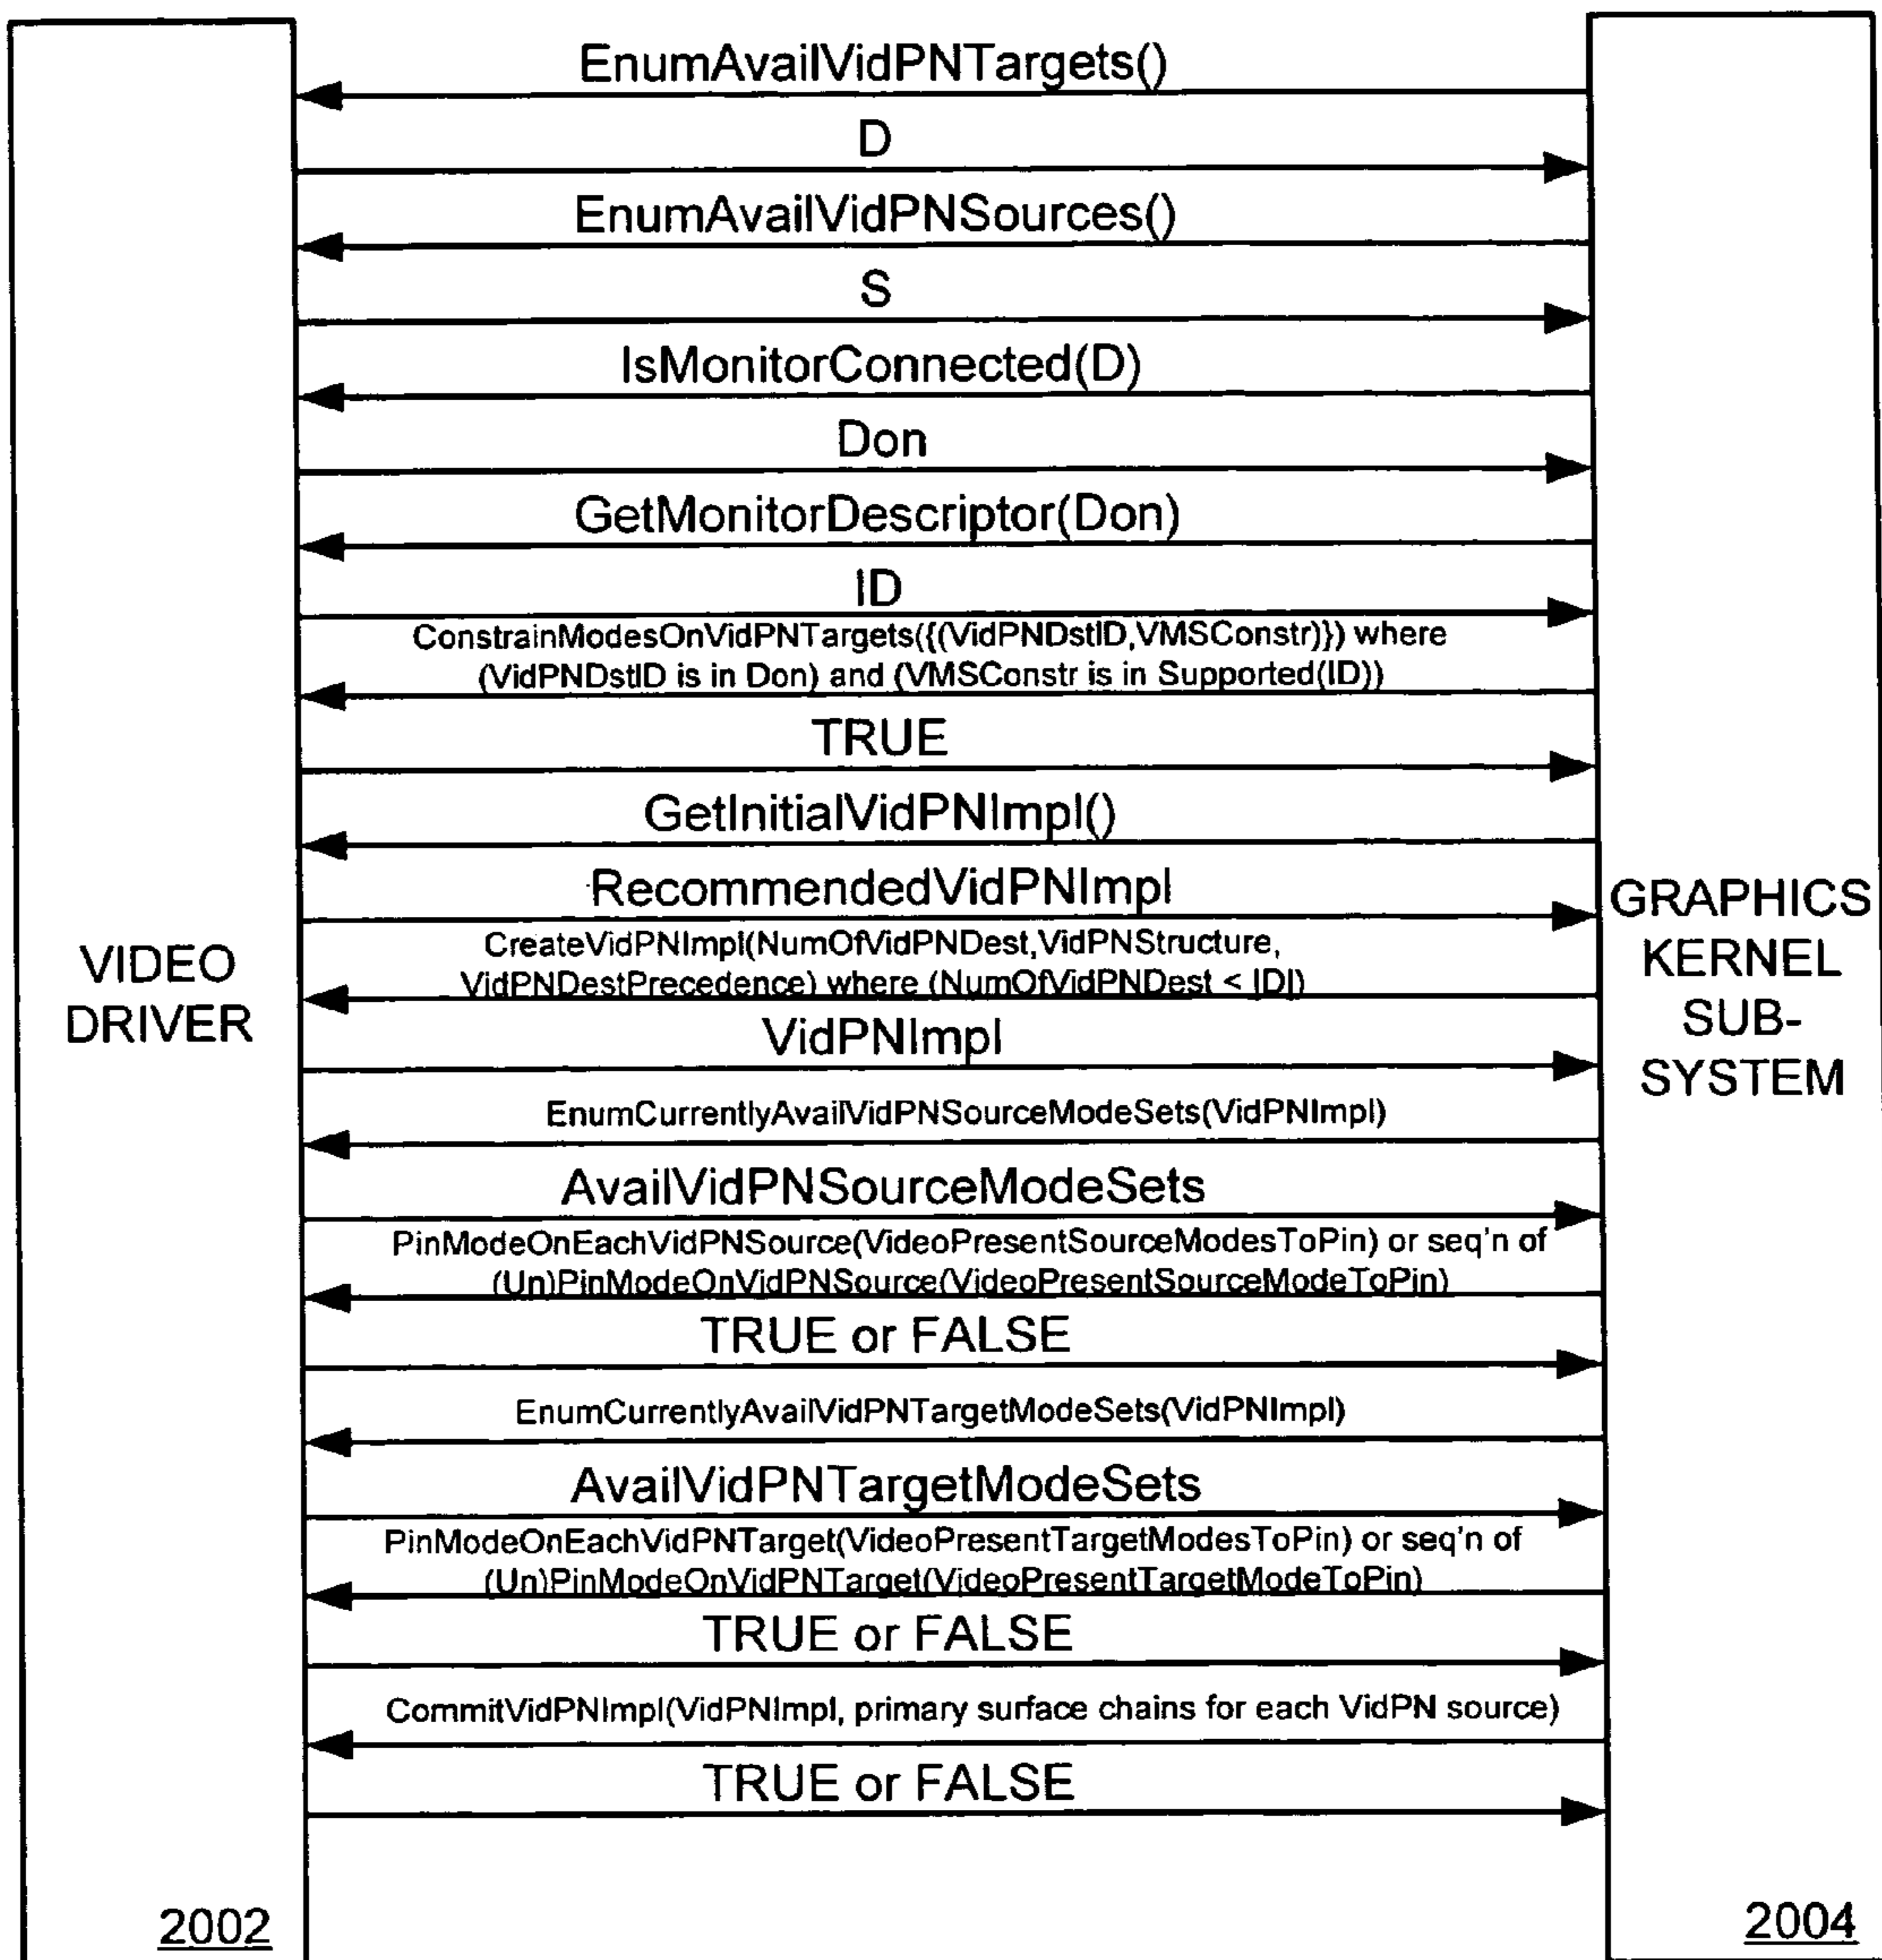 EnumAvailVidPNTargets()
D
EnumAvailVidPNSources()
S
IsMonitorConnected(D)
Don
GetMonitorDescriptor(Don)
ID
ConstrainModesOnVidPNTargets({(VidPNDstID,VMSConstr)}) where
(VidPNDstID is in Don) and (VMSConstr is in Supported(ID))
TRUE
GetInitialVidPNImpl()
RecommendedVidPNImpl
CreateVidPNImpl(NumOfVidPNDest,VidPNStructure,
VidPNDestPrecedence) where (NumOfVidPNDest < |D|)
VidPNImpl
EnumCurrentlyAvailVidPNSourceModeSets(VidPNImpl)
AvailVidPNSourceModeSets
PinModeOnEachVidPNSource(VideoPresentSourceModesToPin) or seq'n of
(Un)PinModeOnVidPNSource(VideoPresentSourceModeToPin)
TRUE or FALSE
EnumCurrentlyAvailVidPNTargetModeSets(VidPNImpl)
AvailVidPNTargetModeSets
PinModeOnEachVidPNTarget(VideoPresentTargetModesToPin) or seq'n of
(Un)PinModeOnVidPNTarget(VideoPresentTargetModeToPin)
TRUE or FALSE
CommitVidPNImpl(VidPNImpl, primary surface chains for each VidPN source)
TRUE or FALSE
VIDEO
DRIVER
2002
GRAPHICS
KERNEL
SUB-
SYSTEM
2004